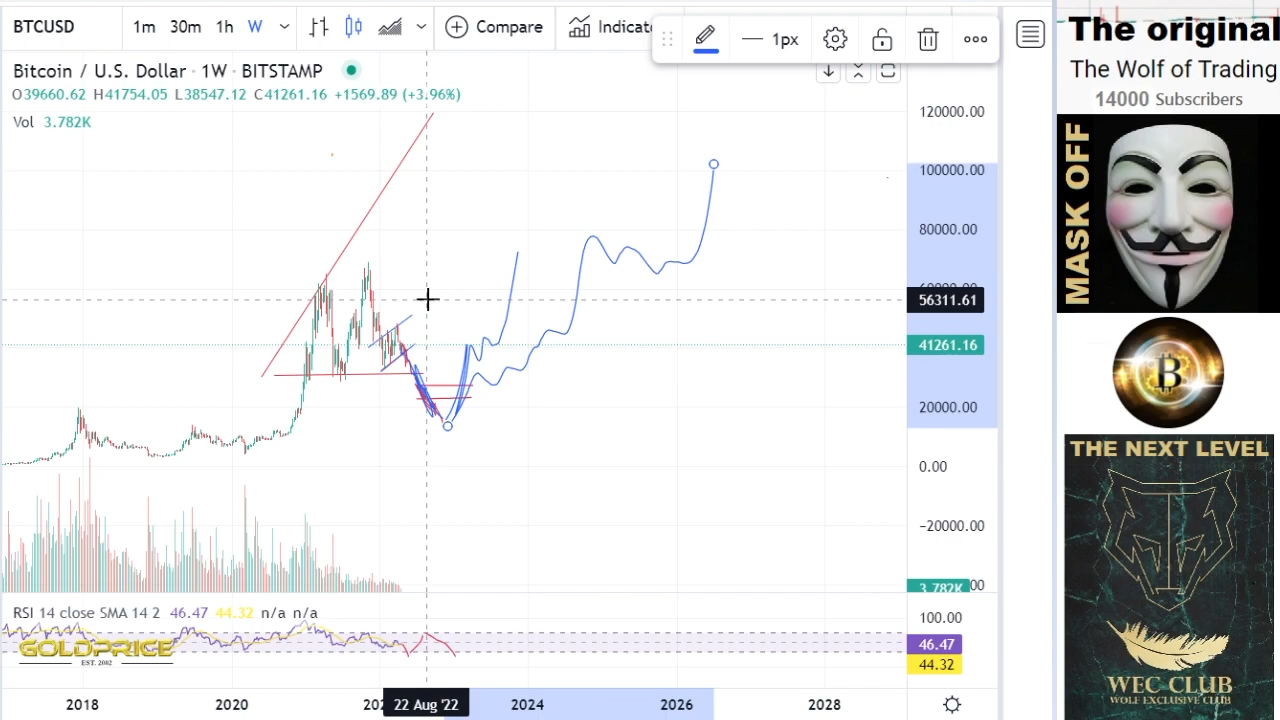 BTCUSD
1m 30m 1h W
Compare
Indicat
1px
Bitcoin / U.S. Dollar · 1W · BITSTAMP
O39660.62 H41754.05 L38547.12 C41261.16 +1569.89 (+3.96%)
Vol 3.782K
120000.00
100000.00
80000.00
56311.61
41261.16
20000.00
0.00
−20000.00
3.782K
RSI 14 close SMA 14 2 46.47 44.32 n/a n/a
100.00
46.47
44.32
GOLDPRICE
EST. 2002
2018
2020
22 Aug '22
2024
2026
2028
The original
The Wolf of Trading
14000 Subscribers
MASK OFF
B
THE NEXT LEVEL
WEC CLUB
WOLF EXCLUSIVE CLUB